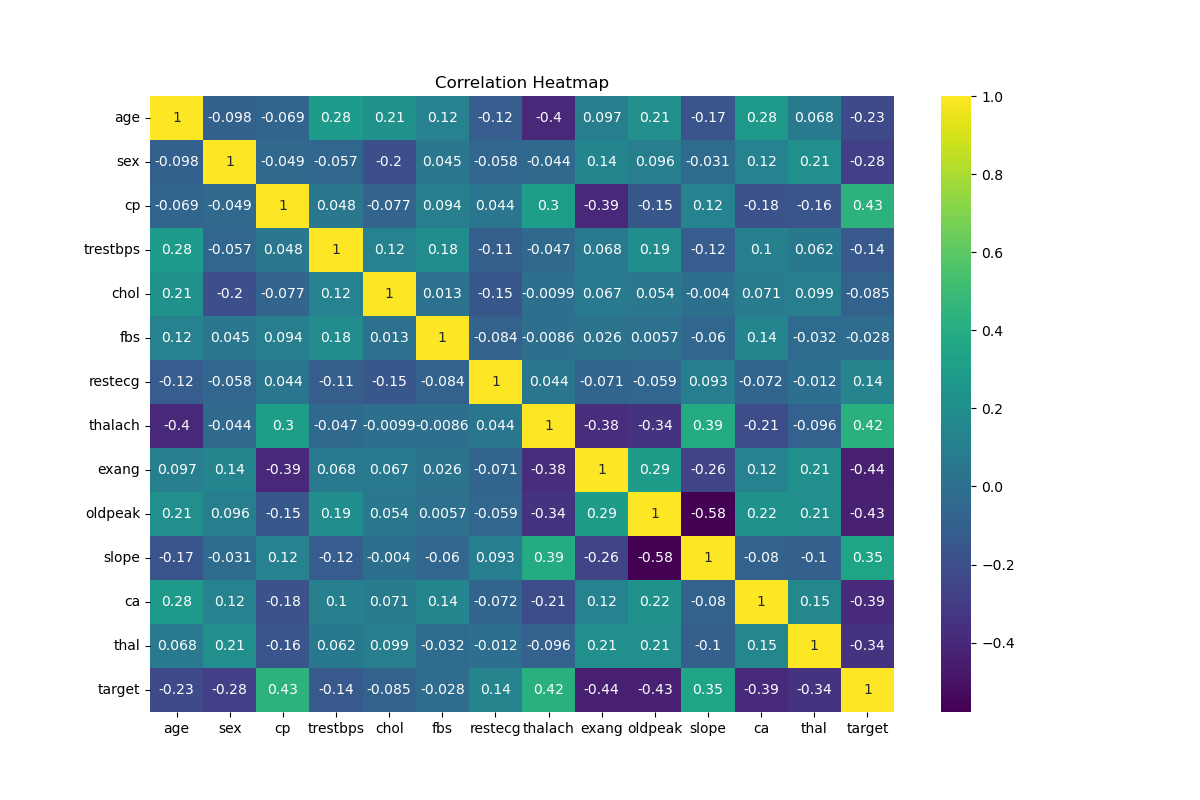 Correlation Heatmap
age 1 -0.098 -0.069 0.28 0.21 0.12 -0.12 -0.4 0.097 0.21 -0.17 0.28 0.068 -0.23
sex -0.098 1 -0.049 -0.057 -0.2 0.045 -0.058 -0.044 0.14 0.096 -0.031 0.12 0.21 -0.28
cp -0.069 -0.049 1 0.048 -0.077 0.094 0.044 0.3 -0.39 -0.15 0.12 -0.18 -0.16 0.43
trestbps 0.28 -0.057 0.048 1 0.12 0.18 -0.11 -0.047 0.068 0.19 -0.12 0.1 0.062 -0.14
chol 0.21 -0.2 -0.077 0.12 1 0.013 -0.15 -0.0099 0.067 0.054 -0.004 0.071 0.099 -0.085
fbs 0.12 0.045 0.094 0.18 0.013 1 -0.084 -0.0086 0.026 0.0057 -0.06 0.14 -0.032 -0.028
restecg -0.12 -0.058 0.044 -0.11 -0.15 -0.084 1 0.044 -0.071 -0.059 0.093 -0.072 -0.012 0.14
thalach -0.4 -0.044 0.3 -0.047 -0.0099 -0.0086 0.044 1 -0.38 -0.34 0.39 -0.21 -0.096 0.42
exang 0.097 0.14 -0.39 0.068 0.067 0.026 -0.071 -0.38 1 0.29 -0.26 0.12 0.21 -0.44
oldpeak 0.21 0.096 -0.15 0.19 0.054 0.0057 -0.059 -0.34 0.29 1 -0.58 0.22 0.21 -0.43
slope -0.17 -0.031 0.12 -0.12 -0.004 -0.06 0.093 0.39 -0.26 -0.58 1 -0.08 -0.1 0.35
ca 0.28 0.12 -0.18 0.1 0.071 0.14 -0.072 -0.21 0.12 0.22 -0.08 1 0.15 -0.39
thal 0.068 0.21 -0.16 0.062 0.099 -0.032 -0.012 -0.096 0.21 0.21 -0.1 0.15 1 -0.34
target -0.23 -0.28 0.43 -0.14 -0.085 -0.028 0.14 0.42 -0.44 -0.43 0.35 -0.39 -0.34 1
age sex cp trestbps chol fbs restecg thalach exang oldpeak slope ca thal target
1.0
0.8
0.6
0.4
0.2
0.0
−0.2
−0.4